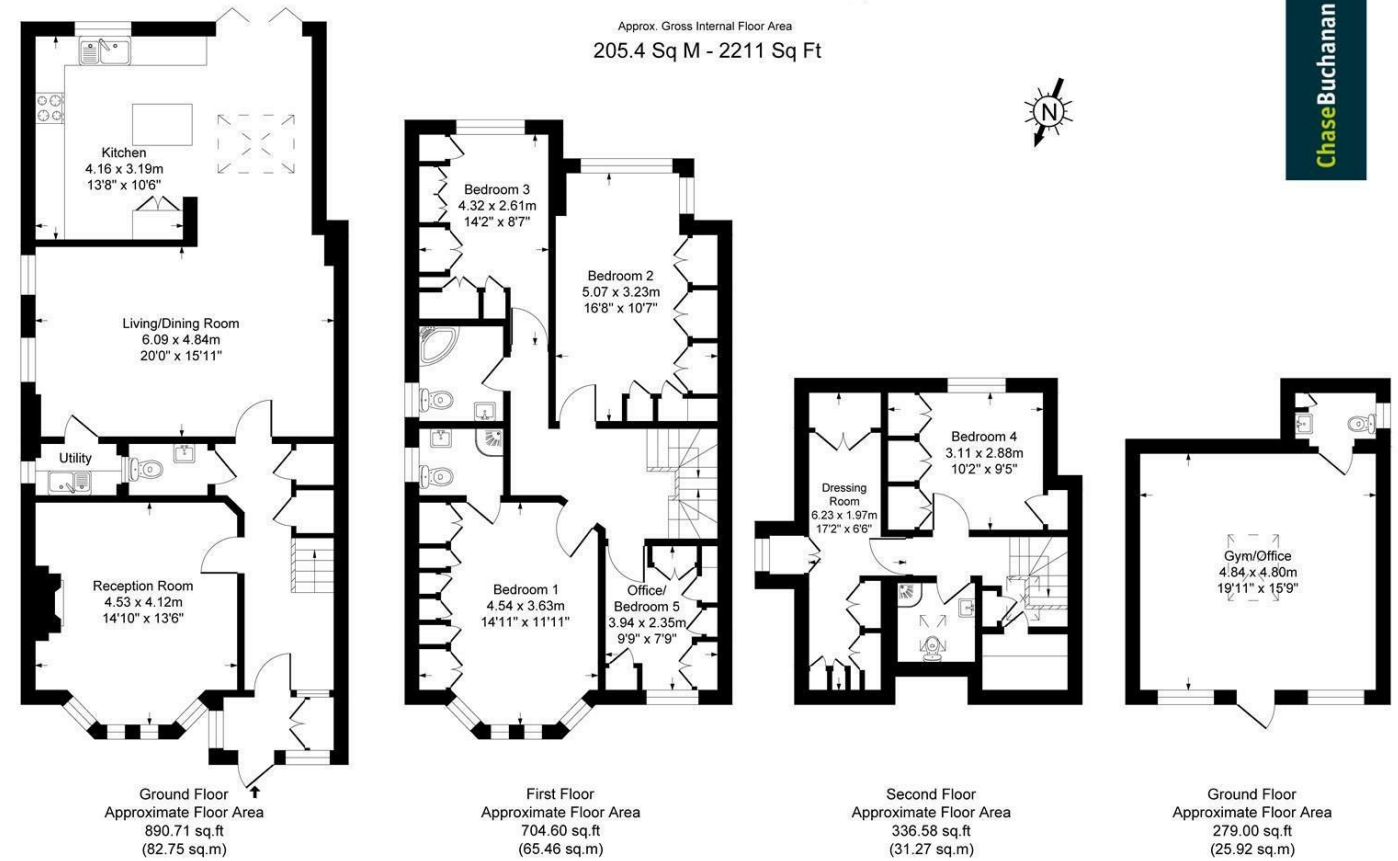 Approx. Gross Internal Floor Area
205.4 Sq M - 2211 Sq Ft
N
ChaseBuchanan
Kitchen
4.16 x 3.19m
13'8" x 10'6"
Living/Dining Room
6.09 x 4.84m
20'0" x 15'11"
Utility
Reception Room
4.53 x 4.12m
14'10" x 13'6"
Ground Floor
Approximate Floor Area
890.71 sq.ft
(82.75 sq.m)
Bedroom 3
4.32 x 2.61m
14'2" x 8'7"
Bedroom 2
5.07 x 3.23m
16'8" x 10'7"
Bedroom 1
4.54 x 3.63m
14'11" x 11'11"
Office/
Bedroom 5
3.94 x 2.35m
9'9" x 7'9"
First Floor
Approximate Floor Area
704.60 sq.ft
(65.46 sq.m)
Bedroom 4
3.11 x 2.88m
10'2" x 9'5"
Dressing
Room
6.23 x 1.97m
17'2" x 6'6"
Second Floor
Approximate Floor Area
336.58 sq.ft
(31.27 sq.m)
Gym/Office
4.84 x 4.80m
19'11" x 15'9"
Ground Floor
Approximate Floor Area
279.00 sq.ft
(25.92 sq.m)